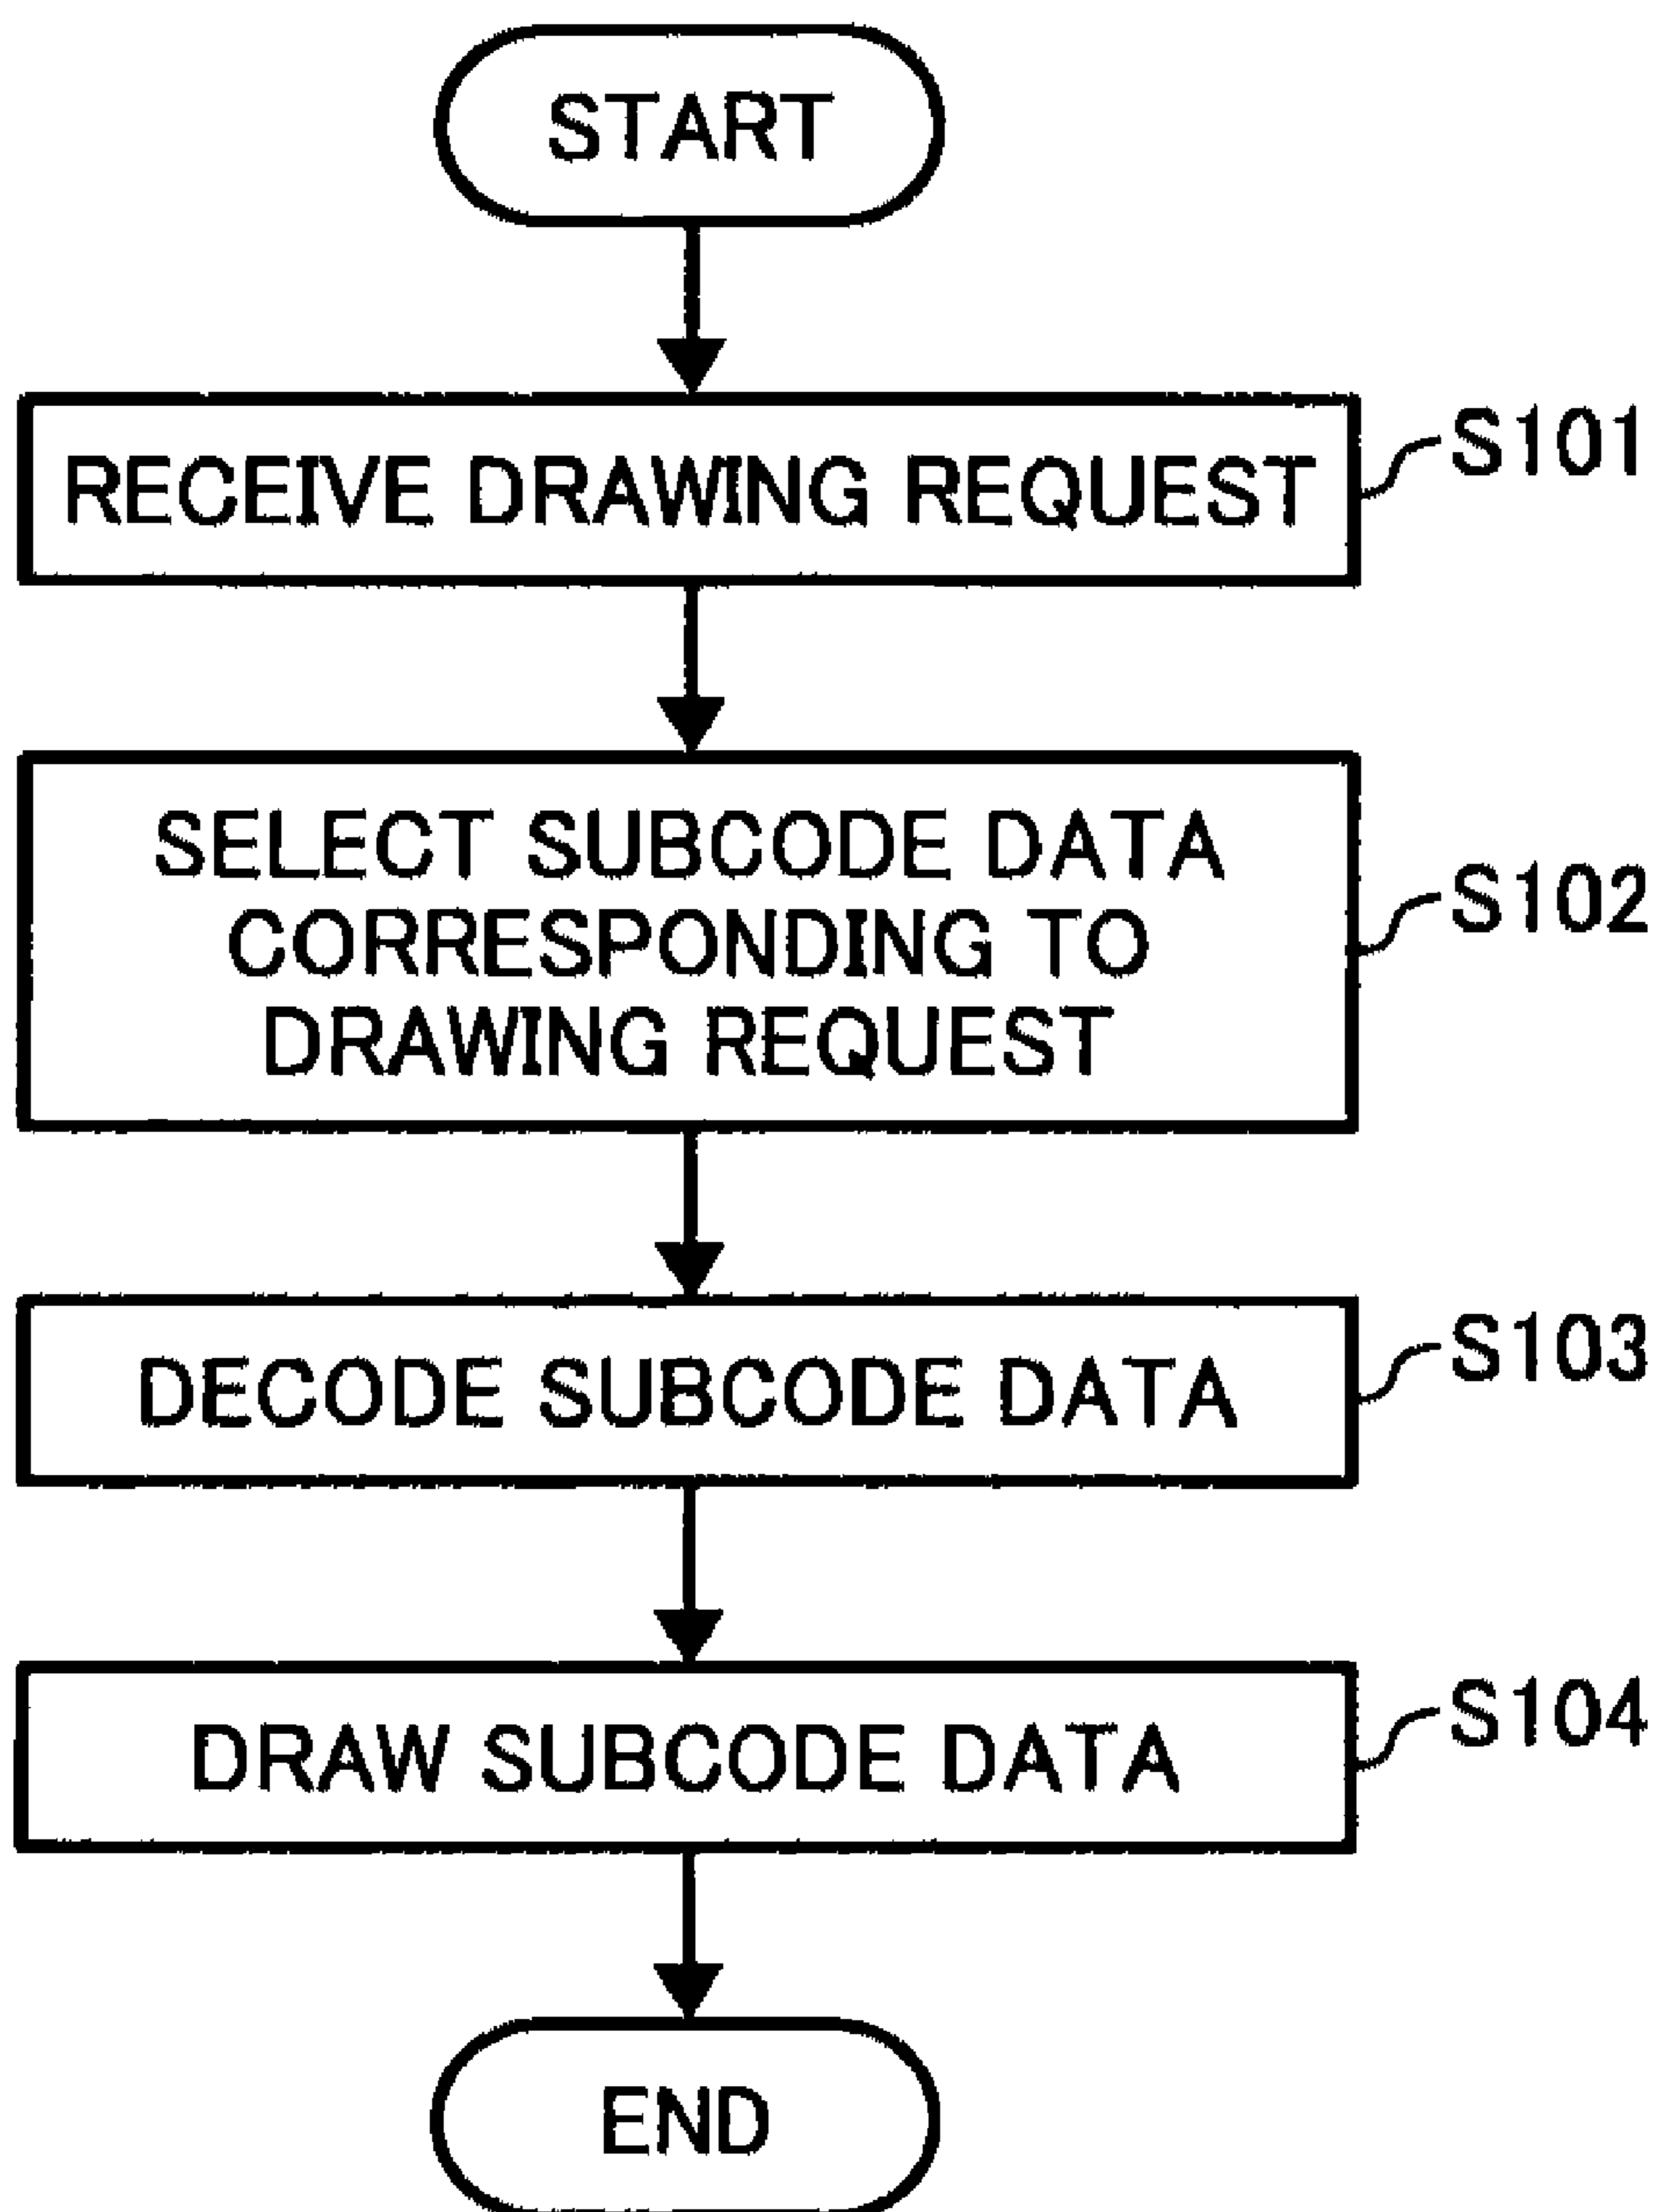 START
RECEIVE DRAWING REQUEST
S101
SELECT SUBCODE DATA
CORRESPONDING TO
DRAWING REQUEST
S102
DECODE SUBCODE DATA
S103
DRAW SUBCODE DATA
S104
END